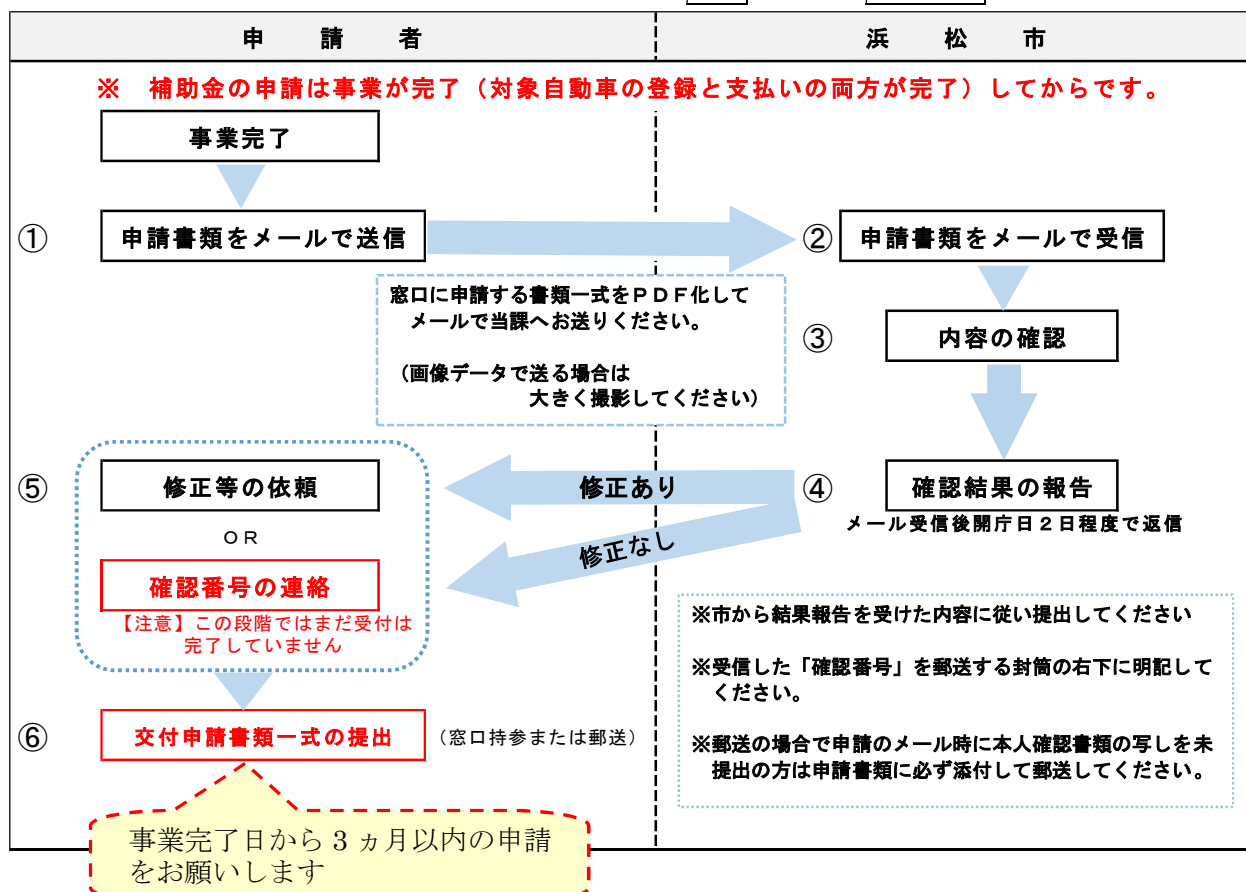 申請者 浜松市
※ 補助金の申請は事業が完了（対象自動車の登録と支払いの両方が完了）してからです。
事業完了
① 申請書類をメールで送信 ② 申請書類をメールで受信
窓口に申請する書類一式をＰＤＦ化して
メールで当課へお送りください。
（画像データで送る場合は
大きく撮影してください）
③ 内容の確認
⑤ 修正等の依頼 修正あり ④ 確認結果の報告
メール受信後開庁日２日程度で返信
ＯＲ
修正なし
確認番号の連絡
【注意】この段階ではまだ受付は
完了していません
※市から結果報告を受けた内容に従い提出してください
※受信した「確認番号」を郵送する封筒の右下に明記して
ください。
⑥ 交付申請書類一式の提出 （窓口持参または郵送）
※郵送の場合で申請のメール時に本人確認書類の写しを未
提出の方は申請書類に必ず添付して郵送してください。
事業完了日から 3 ヵ月以内の申請
をお願いします